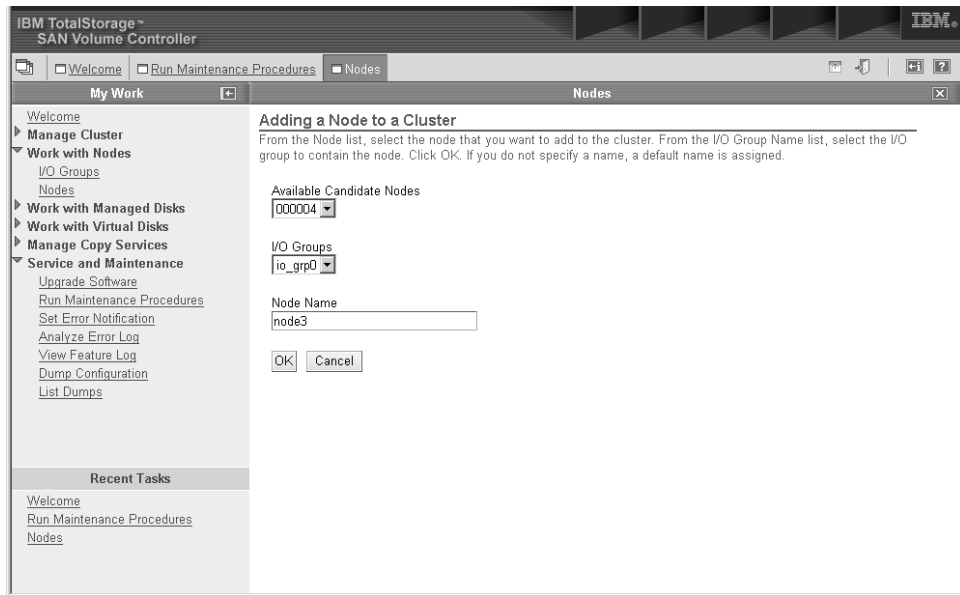 IBM TotalStorage™
SAN Volume Controller
IBM®
Welcome
Run Maintenance Procedures
Nodes
?
My Work
Nodes
Welcome
Manage Cluster
Work with Nodes
I/O Groups
Nodes
Work with Managed Disks
Work with Virtual Disks
Manage Copy Services
Service and Maintenance
Upgrade Software
Run Maintenance Procedures
Set Error Notification
Analyze Error Log
View Feature Log
Dump Configuration
List Dumps
Recent Tasks
Welcome
Run Maintenance Procedures
Nodes
Adding a Node to a Cluster
From the Node list, select the node that you want to add to the cluster. From the I/O Group Name list, select the I/O
group to contain the node. Click OK. If you do not specify a name, a default name is assigned.
Available Candidate Nodes
000004
I/O Groups
io_grp0
Node Name
node3
OK Cancel